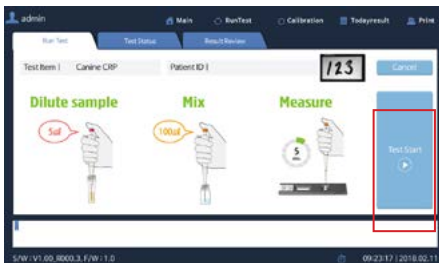 admin Main RunTest Calibration Todayresult Print
Run Test Test Status Result Review
Test Item | Canine CRP Patient ID | 125 Cancel
Dilute sample Mix Measure
5ul 100ul 5
Test Start
S/W : V1.00_R000.3, F/W : 1.0 09:23:17 | 2018.02.11